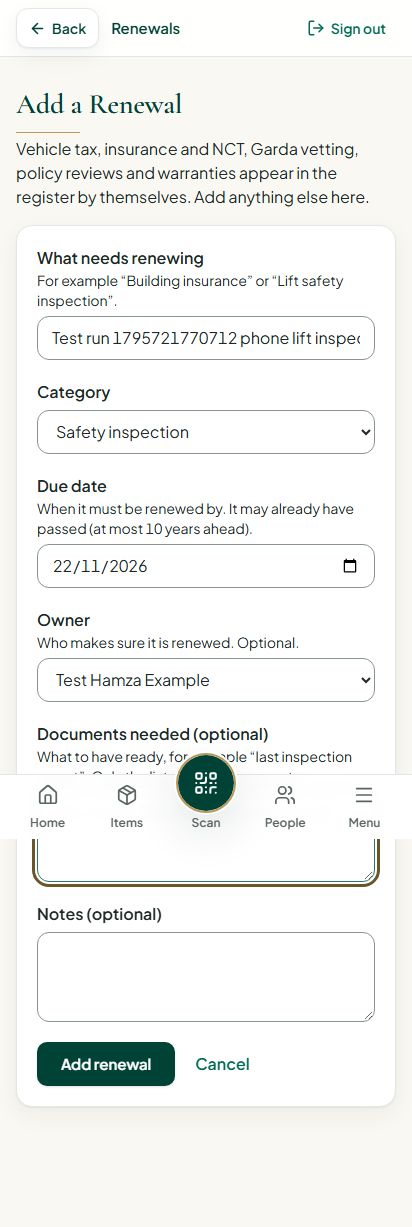 Back
Renewals
Sign out
Add a Renewal
Vehicle tax, insurance and NCT, Garda vetting,
policy reviews and warranties appear in the
register by themselves. Add anything else here.
What needs renewing
For example “Building insurance” or “Lift safety
inspection”.
Test run 1795721770712 phone lift inspec
Category
Safety inspection
Due date
When it must be renewed by. It may already have
passed (at most 10 years ahead).
22/11/2026
Owner
Who makes sure it is renewed. Optional.
Test Hamza Example
Documents needed (optional)
What to have ready, for “last inspection
Home
Items
Scan
People
Menu
Notes (optional)
Add renewal
Cancel